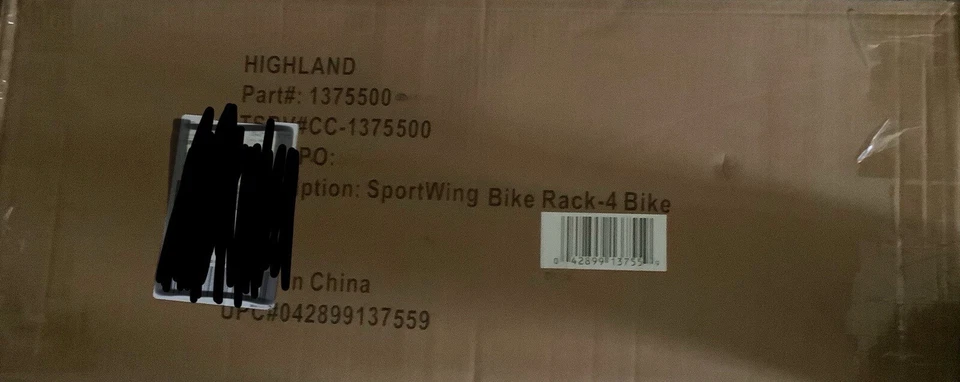 HIGHLAND
Part#: 1375500
#CC-1375500
PO:
ption: SportWing Bike Rack-4 Bike
0 42899 13755 9
n China
UPC#042899137559